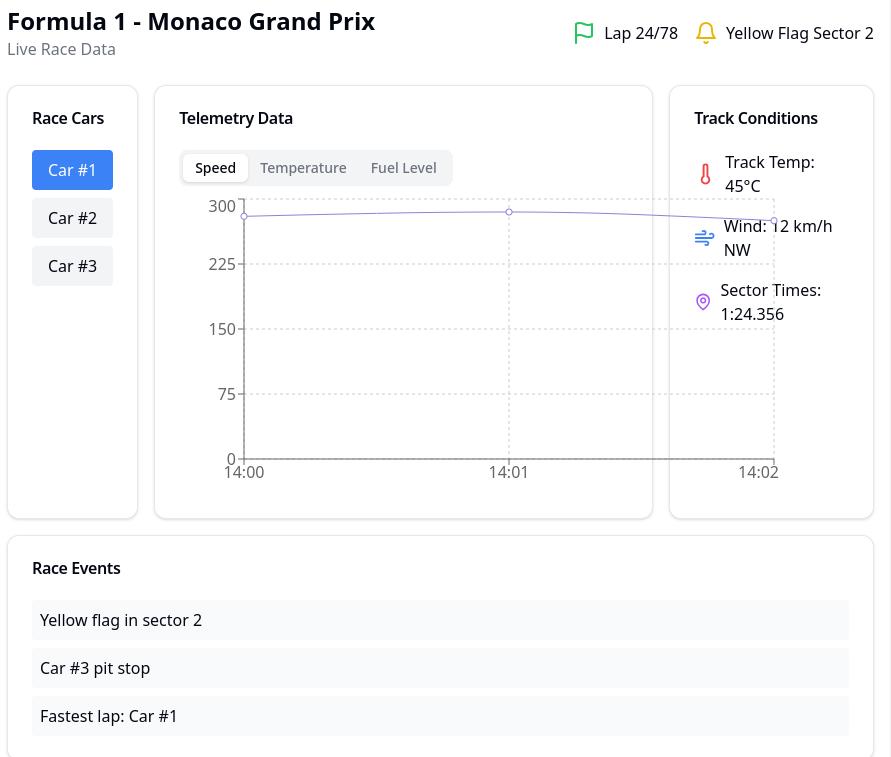 Formula 1 - Monaco Grand Prix
Live Race Data
Lap 24/78
Yellow Flag Sector 2
Race Cars
Car #1
Car #2
Car #3
Telemetry Data
Speed
Temperature
Fuel Level
300
225
150
75
0
14:00
14:01
14:02
Track Conditions
Track Temp:
45°C
Wind: 12 km/h
NW
Sector Times:
1:24.356
Race Events
Yellow flag in sector 2
Car #3 pit stop
Fastest lap: Car #1